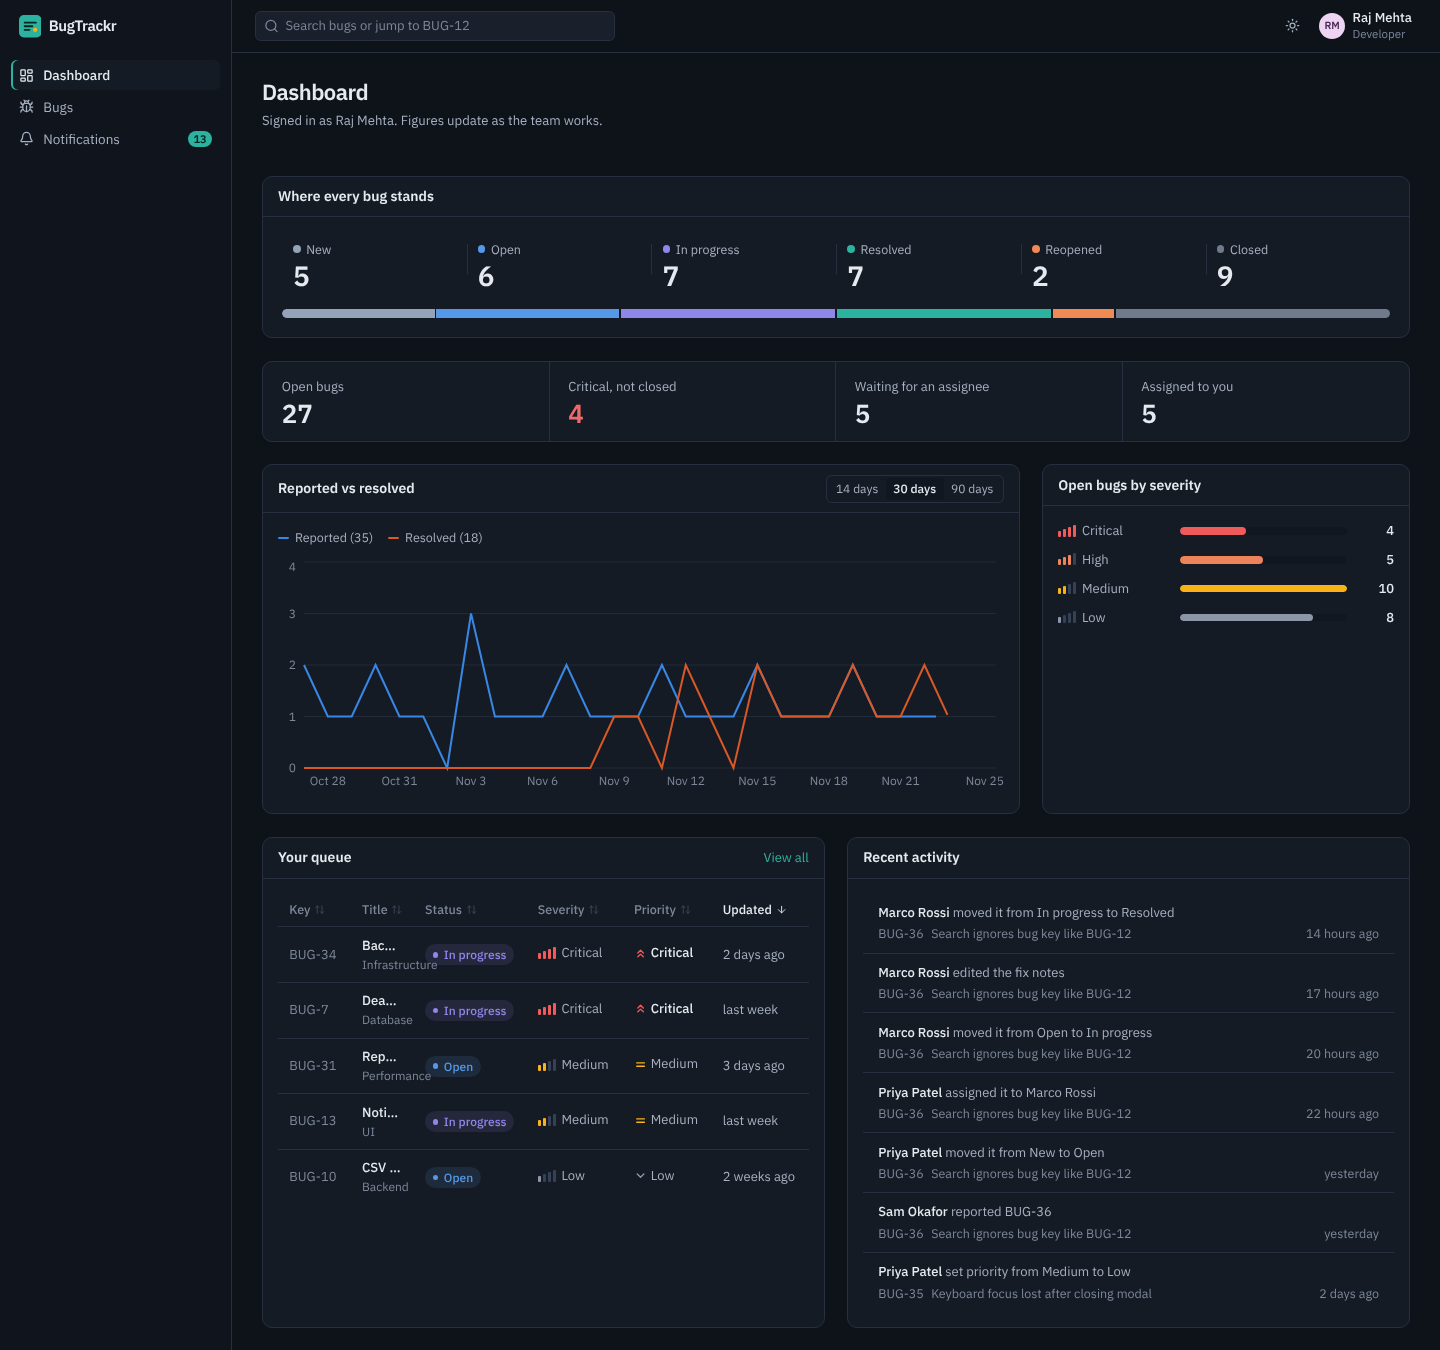 BugTrackr
Search bugs or jump to BUG-12
RM
Raj Mehta
Developer
Dashboard
Bugs
Notifications
13
Dashboard
Signed in as Raj Mehta. Figures update as the team works.
Where every bug stands
New
Open
In progress
Resolved
Reopened
Closed
5
6
7
7
2
9
Open bugs
Critical, not closed
Waiting for an assignee
Assigned to you
27
4
5
5
Reported vs resolved
14 days
30 days
90 days
Reported (35)
Resolved (18)
4
3
2
1
0
Oct 28
Oct 31
Nov 3
Nov 6
Nov 9
Nov 12
Nov 15
Nov 18
Nov 21
Nov 25
Open bugs by severity
Critical 4
High 5
Medium 10
Low 8
Your queue
View all
Key Title Status Severity Priority Updated
BUG-34 Bac... In progress Critical Critical 2 days ago
Infrastructure
BUG-7 Dea... In progress Critical Critical last week
Database
BUG-31 Rep... Open Medium Medium 3 days ago
Performance
BUG-13 Noti... In progress Medium Medium last week
UI
BUG-10 CSV ... Open Low Low 2 weeks ago
Backend
Recent activity
Marco Rossi moved it from In progress to Resolved
BUG-36 Search ignores bug key like BUG-12 14 hours ago
Marco Rossi edited the fix notes
BUG-36 Search ignores bug key like BUG-12 17 hours ago
Marco Rossi moved it from Open to In progress
BUG-36 Search ignores bug key like BUG-12 20 hours ago
Priya Patel assigned it to Marco Rossi
BUG-36 Search ignores bug key like BUG-12 22 hours ago
Priya Patel moved it from New to Open
BUG-36 Search ignores bug key like BUG-12 yesterday
Sam Okafor reported BUG-36
BUG-36 Search ignores bug key like BUG-12 yesterday
Priya Patel set priority from Medium to Low
BUG-35 Keyboard focus lost after closing modal 2 days ago